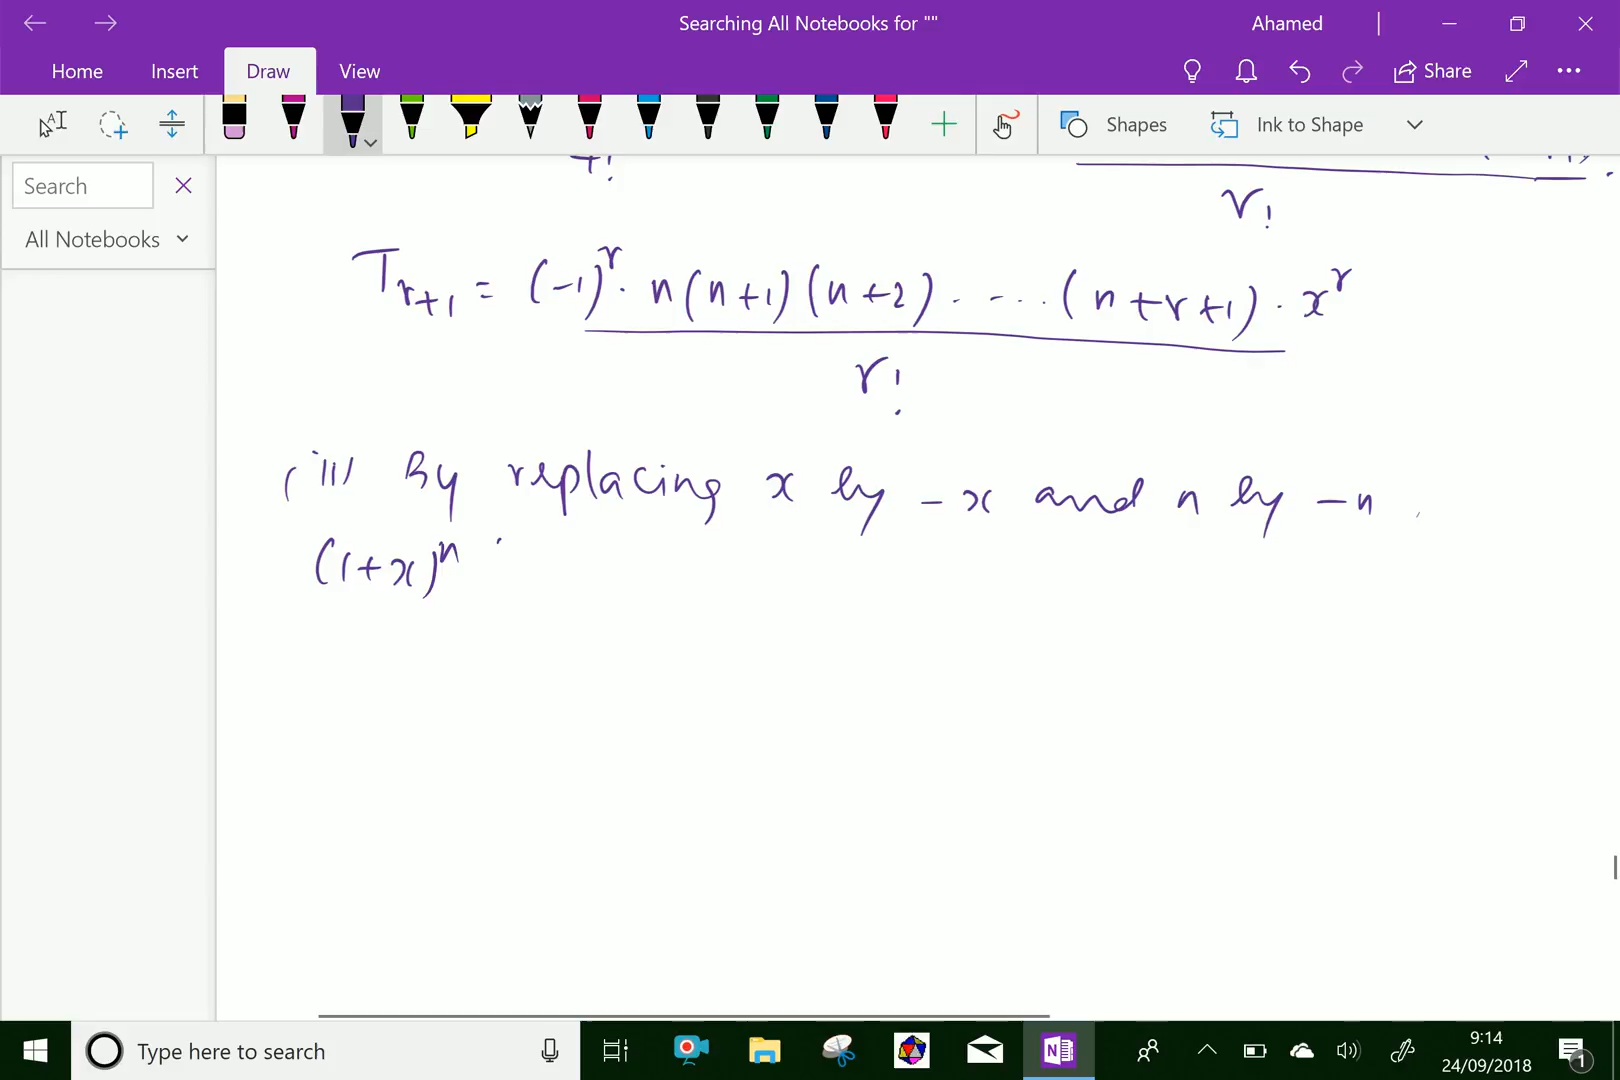 Searching All Notebooks for ""
Ahamed
Home Insert Draw View
Share
Shapes Ink to Shape
Search
All Notebooks
r!
T_{r+1} = (-1)^r · n(n+1)(n+2) · ---- · (n+r+1) · x^r
r!
(iii) By replacing x by -x and n by -n
(1+x)^n
Type here to search
9:14
24/09/2018
1